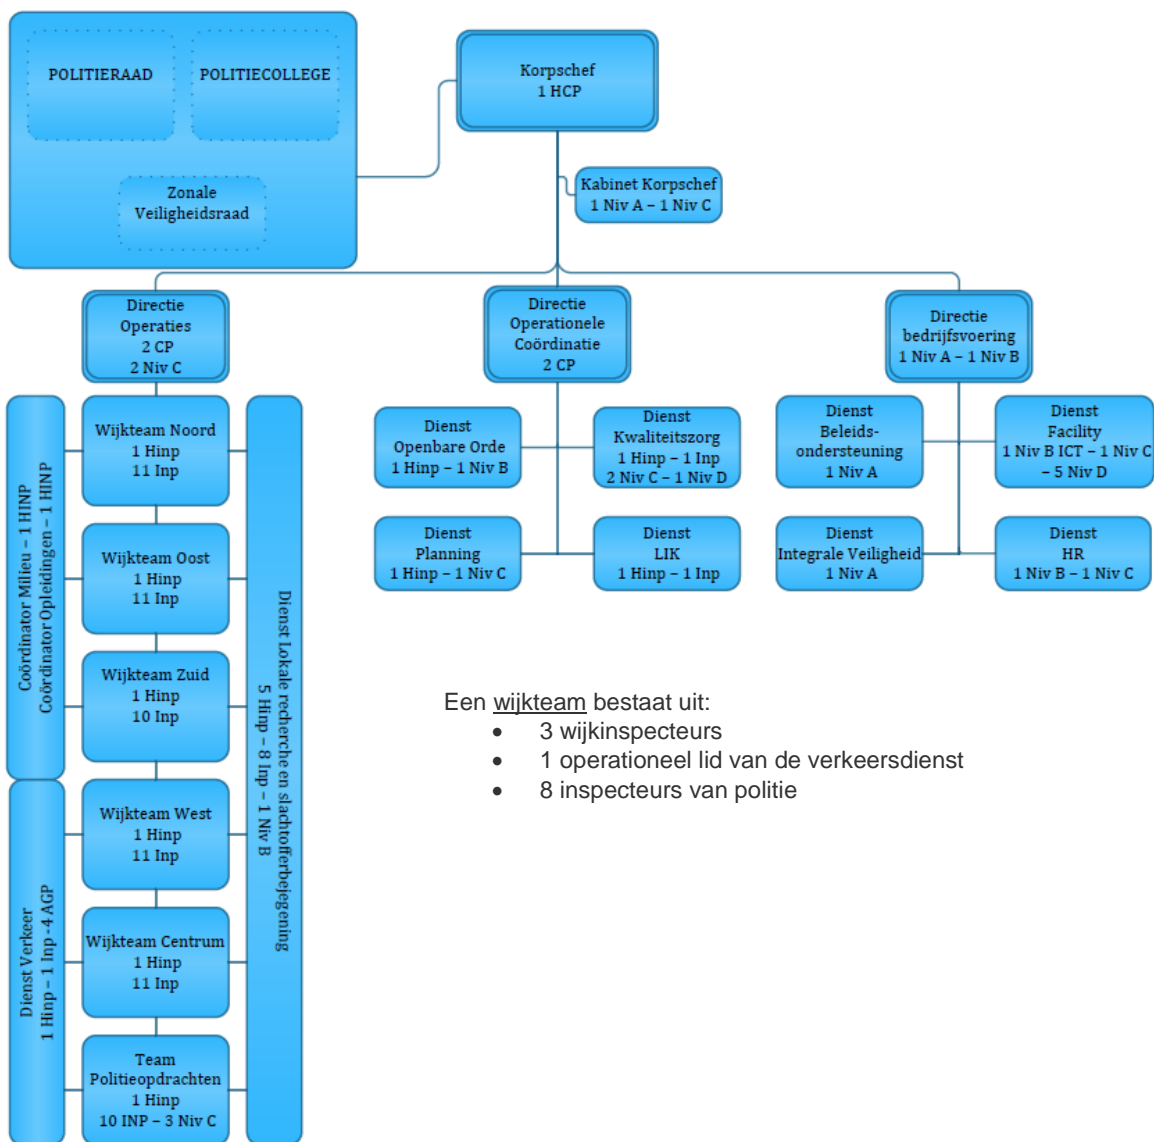 POLITIERAAD
POLITIECOLLEGE
Zonale
Veiligheidsraad
Korpschef
1 HCP
Kabinet Korpschef
1 Niv A – 1 Niv C
Directie
Operaties
2 CP
2 Niv C
Directie
Operationele
Coördinatie
2 CP
Directie
bedrijfsvoering
1 Niv A – 1 Niv B
Coördinator Milieu – 1 HINP
Coördinator Opleidingen – 1 HINP
Dienst Verkeer
1 Hinp – 1 Inp -4 AGP
Wijkteam Noord
1 Hinp
11 Inp
Wijkteam Oost
1 Hinp
11 Inp
Wijkteam Zuid
1 Hinp
10 Inp
Wijkteam West
1 Hinp
11 Inp
Wijkteam Centrum
1 Hinp
11 Inp
Team
Politieopdrachten
1 Hinp
10 INP – 3 Niv C
Dienst Lokale recherche en slachtofferbejegening
5 Hinp – 8 Inp – 1 Niv B
Dienst
Openbare Orde
1 Hinp – 1 Niv B
Dienst
Kwaliteitszorg
1 Hinp – 1 Inp
2 Niv C – 1 Niv D
Dienst
Planning
1 Hinp – 1 Niv C
Dienst
LIK
1 Hinp – 1 Inp
Dienst
Beleids-
ondersteuning
1 Niv A
Dienst
Facility
1 Niv B ICT – 1 Niv C
– 5 Niv D
Dienst
Integrale Veiligheid
1 Niv A
Dienst
HR
1 Niv B – 1 Niv C
Een wijkteam bestaat uit:
• 3 wijkinspecteurs
• 1 operationeel lid van de verkeersdienst
• 8 inspecteurs van politie